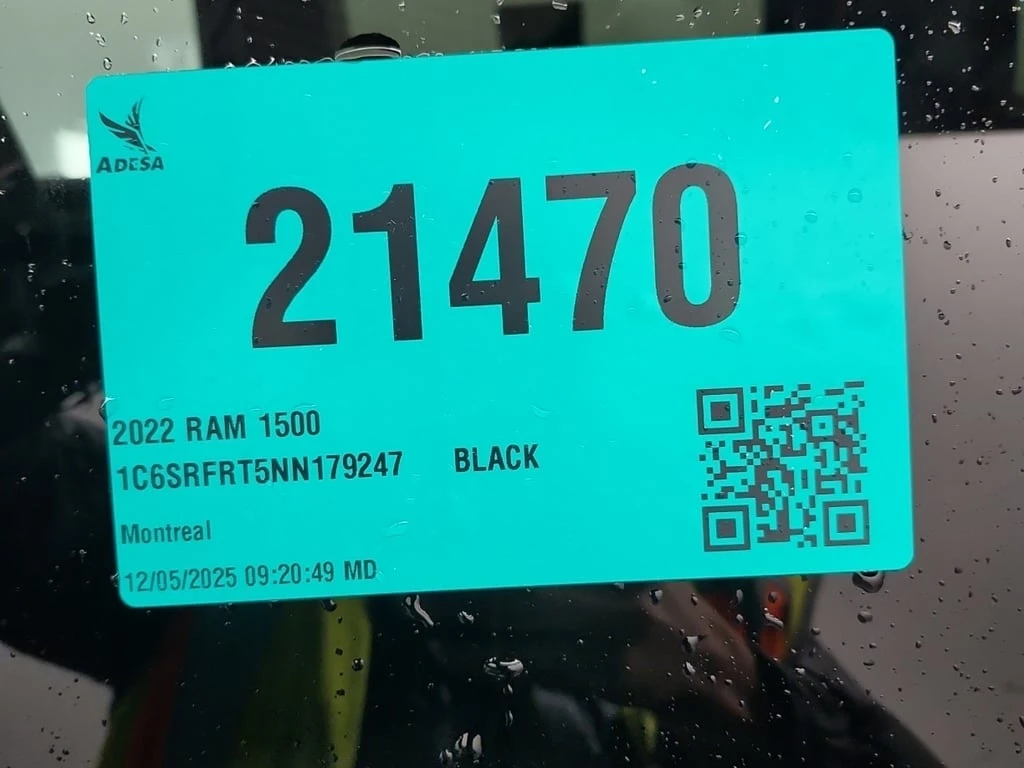 ADESA
21470
2022 RAM 1500
1C6SRFRT5NN179247 BLACK
Montreal
12/05/2025 09:20:49 MD